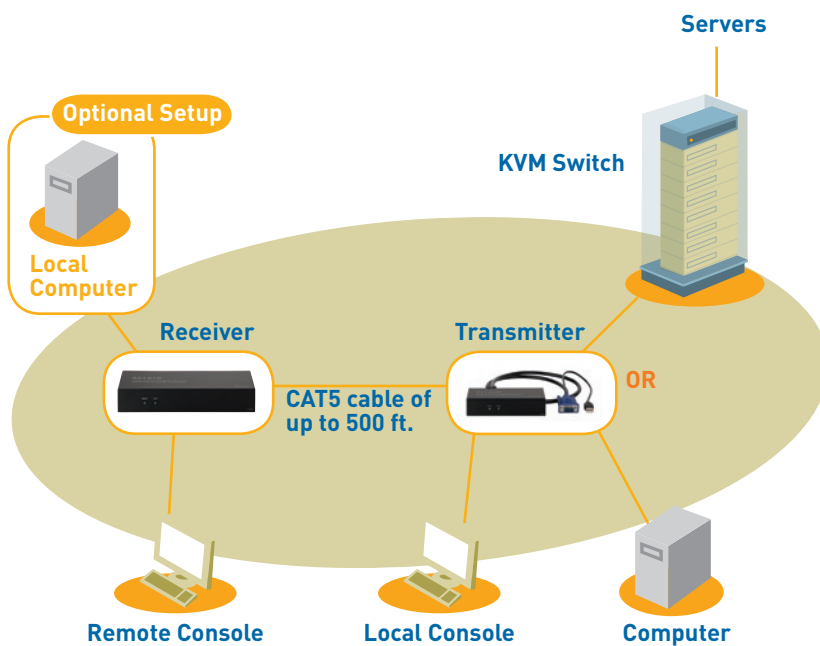 Servers
Optional Setup
KVM Switch
Local
Computer
Receiver
Transmitter
OR
CAT5 cable of
up to 500 ft.
Remote Console
Local Console
Computer